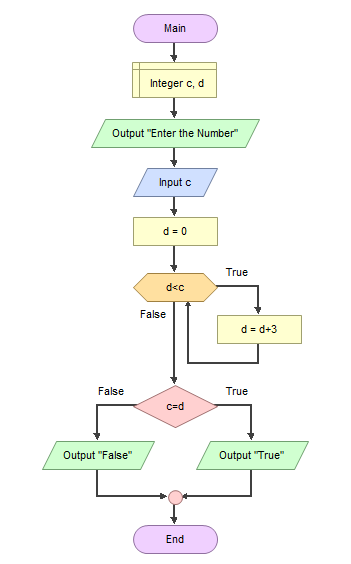 Main
Integer c, d
Output "Enter the Number"
Input c
d = 0
d<c
True
False
d = d+3
False
True
c=d
Output "False"
Output "True"
End